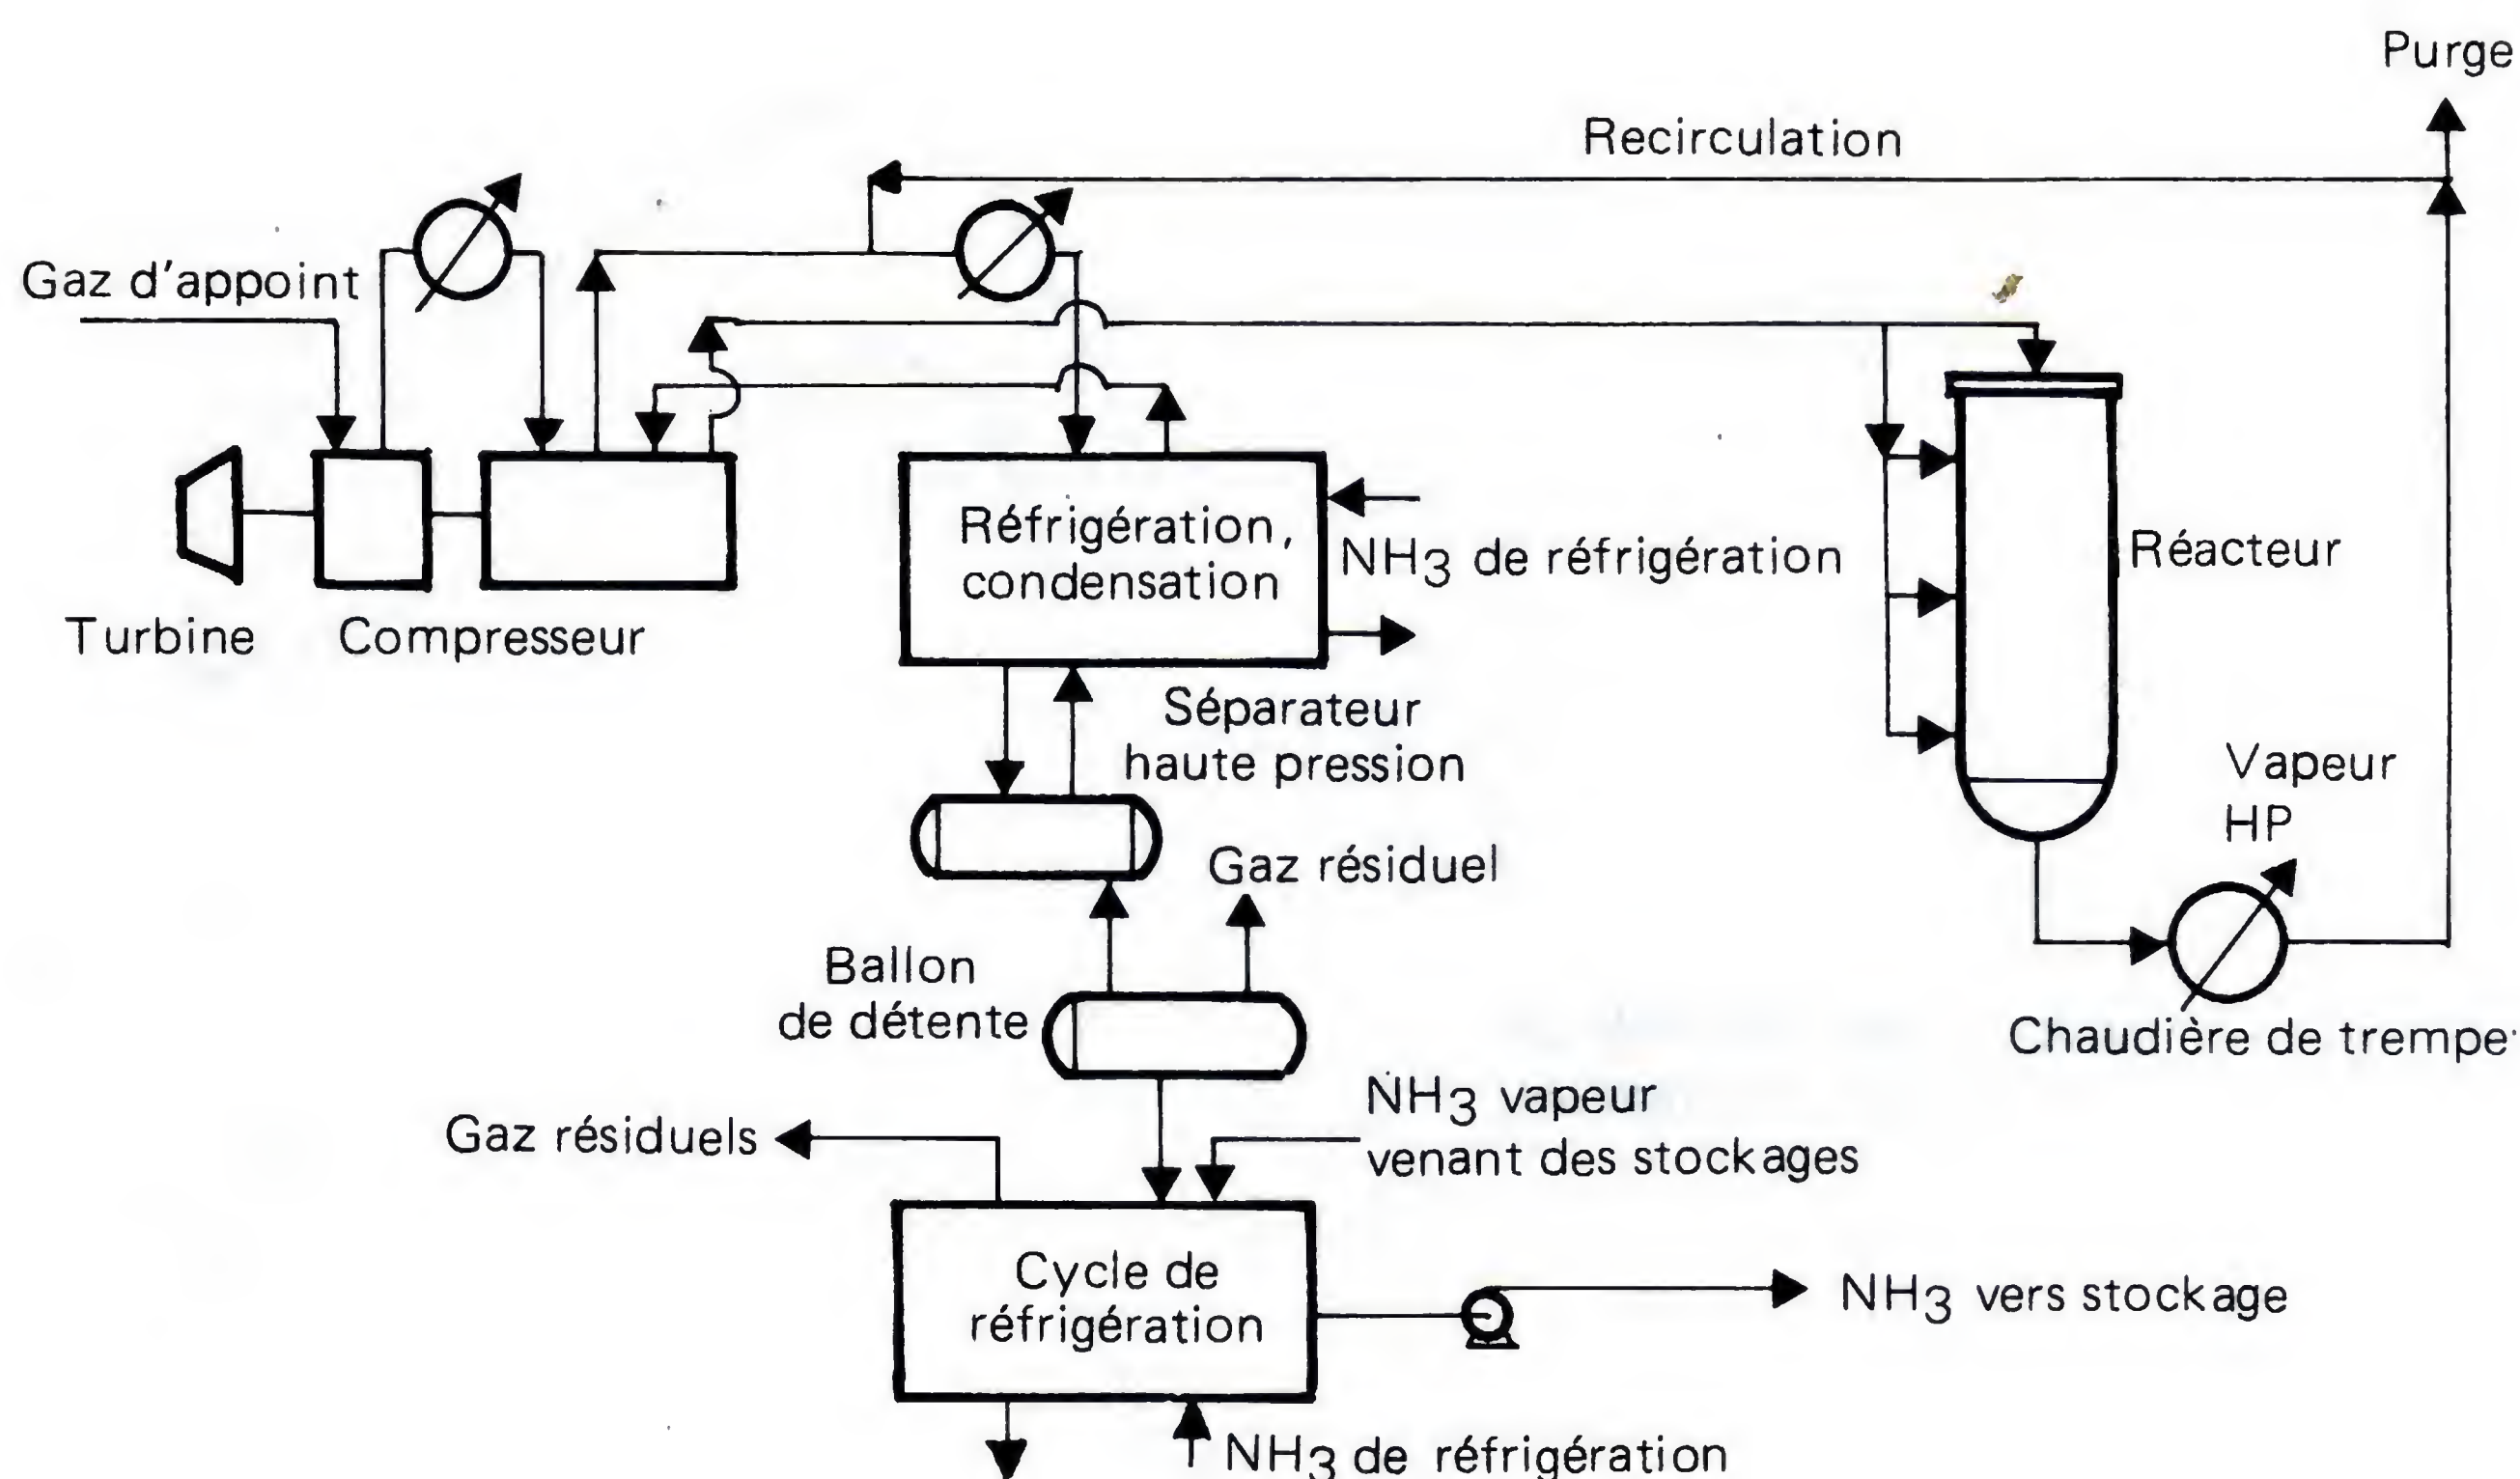 Purge
Recirculation
Gaz d'appoint
Réfrigération,
condensation
NH3 de réfrigération
Réacteur
Turbine
Compresseur
Séparateur
haute pression
Vapeur
HP
Gaz résiduel
Ballon
de détente
Chaudière de trempe
NH3 vapeur
venant des stockages
Gaz résiduels
Cycle de
réfrigération
NH3 vers stockage
NH3 de réfrigération